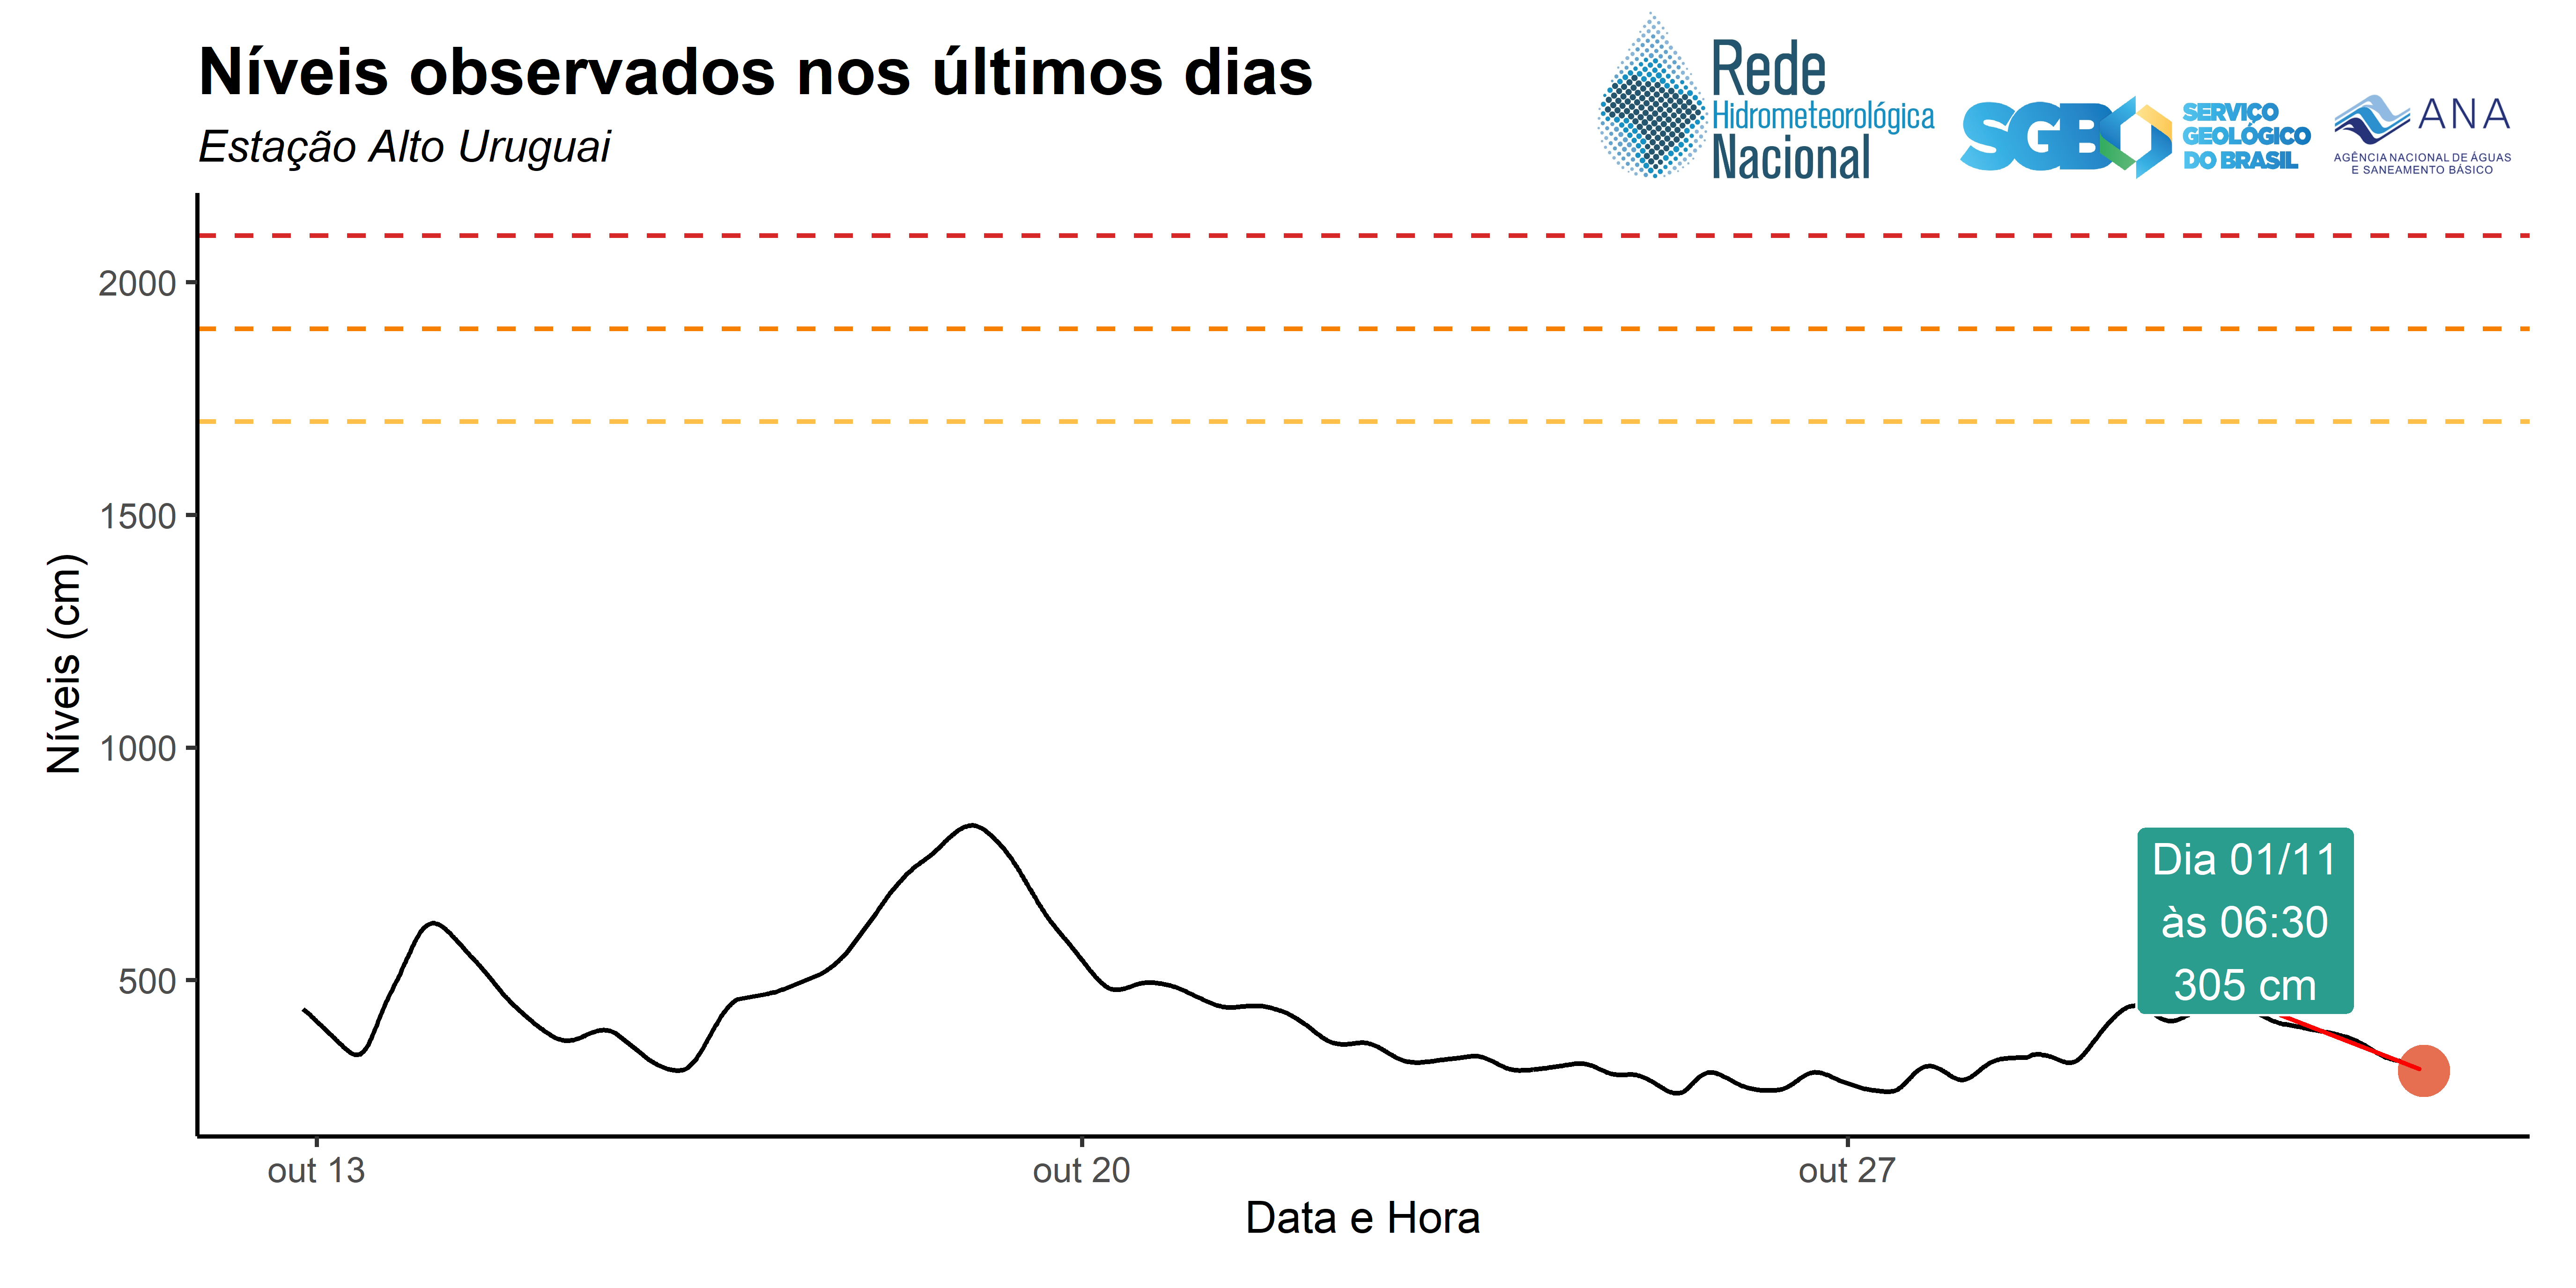 Níveis observados nos últimos dias
Estação Alto Uruguai
Rede
Hidrometeorológica
Nacional
SGB
SERVIÇO
GEOLÓGICO
DO BRASIL
ANA
AGÊNCIA NACIONAL DE ÁGUAS
E SANEAMENTO BÁSICO
Níveis (cm)
2000
1500
1000
500
Dia 01/11
às 06:30
305 cm
out 13
out 20
out 27
Data e Hora